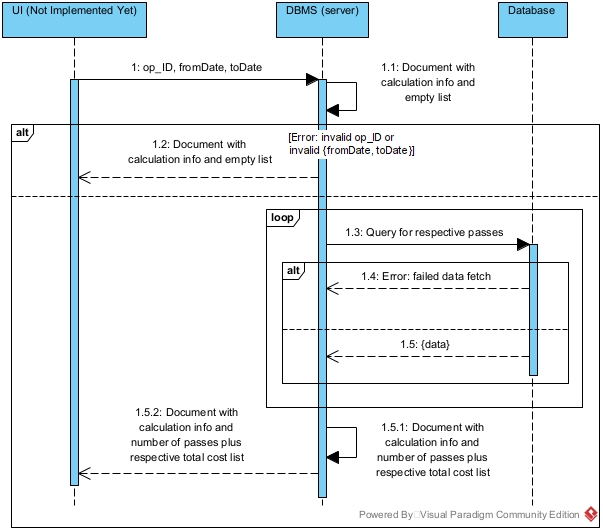 UI (Not Implemented Yet)
DBMS (server)
Database
1: op_ID, fromDate, toDate
1.1: Document with
calculation info and
empty list
alt
[Error: invalid op_ID or
invalid {fromDate, toDate}]
1.2: Document with
calculation info and empty list
loop
1.3: Query for respective passes
alt
1.4: Error: failed data fetch
1.5: {data}
1.5.2: Document with
calculation info and
number of passes plus
respective total cost list
1.5.1: Document with
calculation info and
number of passes plus
respective total cost list
Powered By Visual Paradigm Community Edition